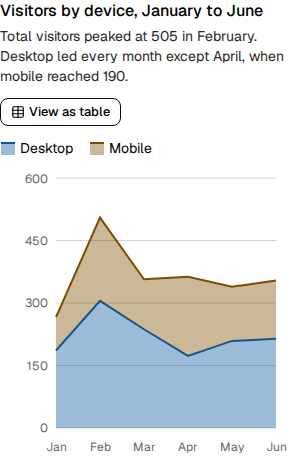 Visitors by device, January to June
Total visitors peaked at 505 in February.
Desktop led every month except April, when
mobile reached 190.
View as table
Desktop Mobile
600
450
300
150
0
Jan Feb Mar Apr May Jun